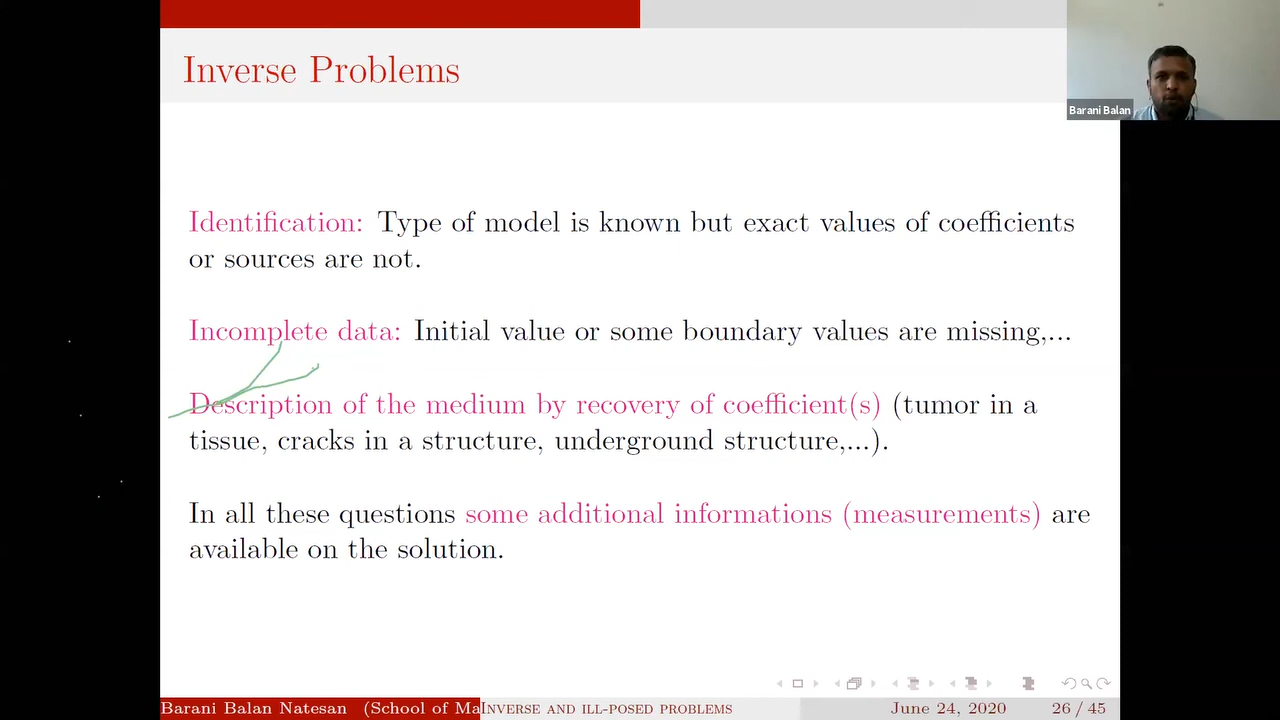 Inverse Problems
Barani Balan
Identification: Type of model is known but exact values of coefficients
or sources are not.
Incomplete data: Initial value or some boundary values are missing,...
Description of the medium by recovery of coefficient(s) (tumor in a
tissue, cracks in a structure, underground structure,...).
In all these questions some additional informations (measurements) are
available on the solution.
Barani Balan Natesan (School of Ma Inverse and ill-posed problems June 24, 2020 26 / 45